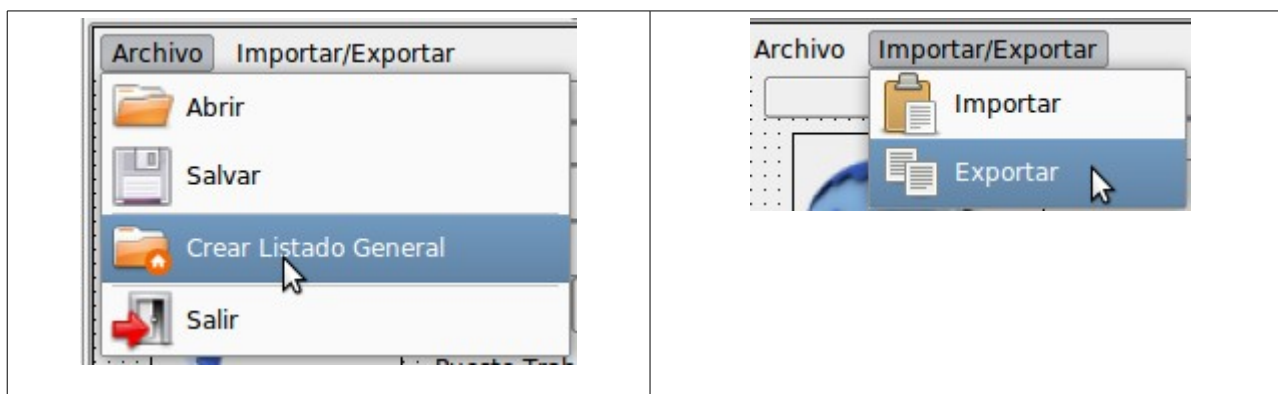 Archivo Importar/Exportar
Abrir
Salvar
Crear Listado General
Salir
Archivo Importar/Exportar
Importar
Exportar